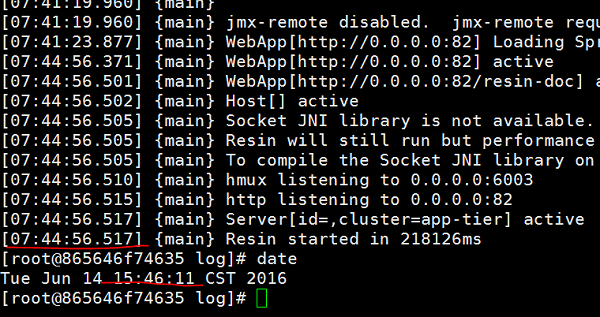 [07:41:19.960] {main}
[07:41:19.960] {main} jmx-remote disabled.  jmx-remote requ
[07:41:23.877] {main} WebApp[http://0.0.0.0:82] Loading Spr
[07:44:56.371] {main} WebApp[http://0.0.0.0:82] active
[07:44:56.501] {main} WebApp[http://0.0.0.0:82/resin-doc] a
[07:44:56.502] {main} Host[] active
[07:44:56.505] {main} Socket JNI library is not available.
[07:44:56.505] {main} Resin will still run but performance
[07:44:56.505] {main} To compile the Socket JNI library on
[07:44:56.510] {main} hmux listening to 0.0.0.0:6003
[07:44:56.515] {main} http listening to 0.0.0.0:82
[07:44:56.517] {main} Server[id=,cluster=app-tier] active
[07:44:56.517] {main} Resin started in 218126ms
[root@865646f74635 log]# date
Tue Jun 14 15:46:11 CST 2016
[root@865646f74635 log]#